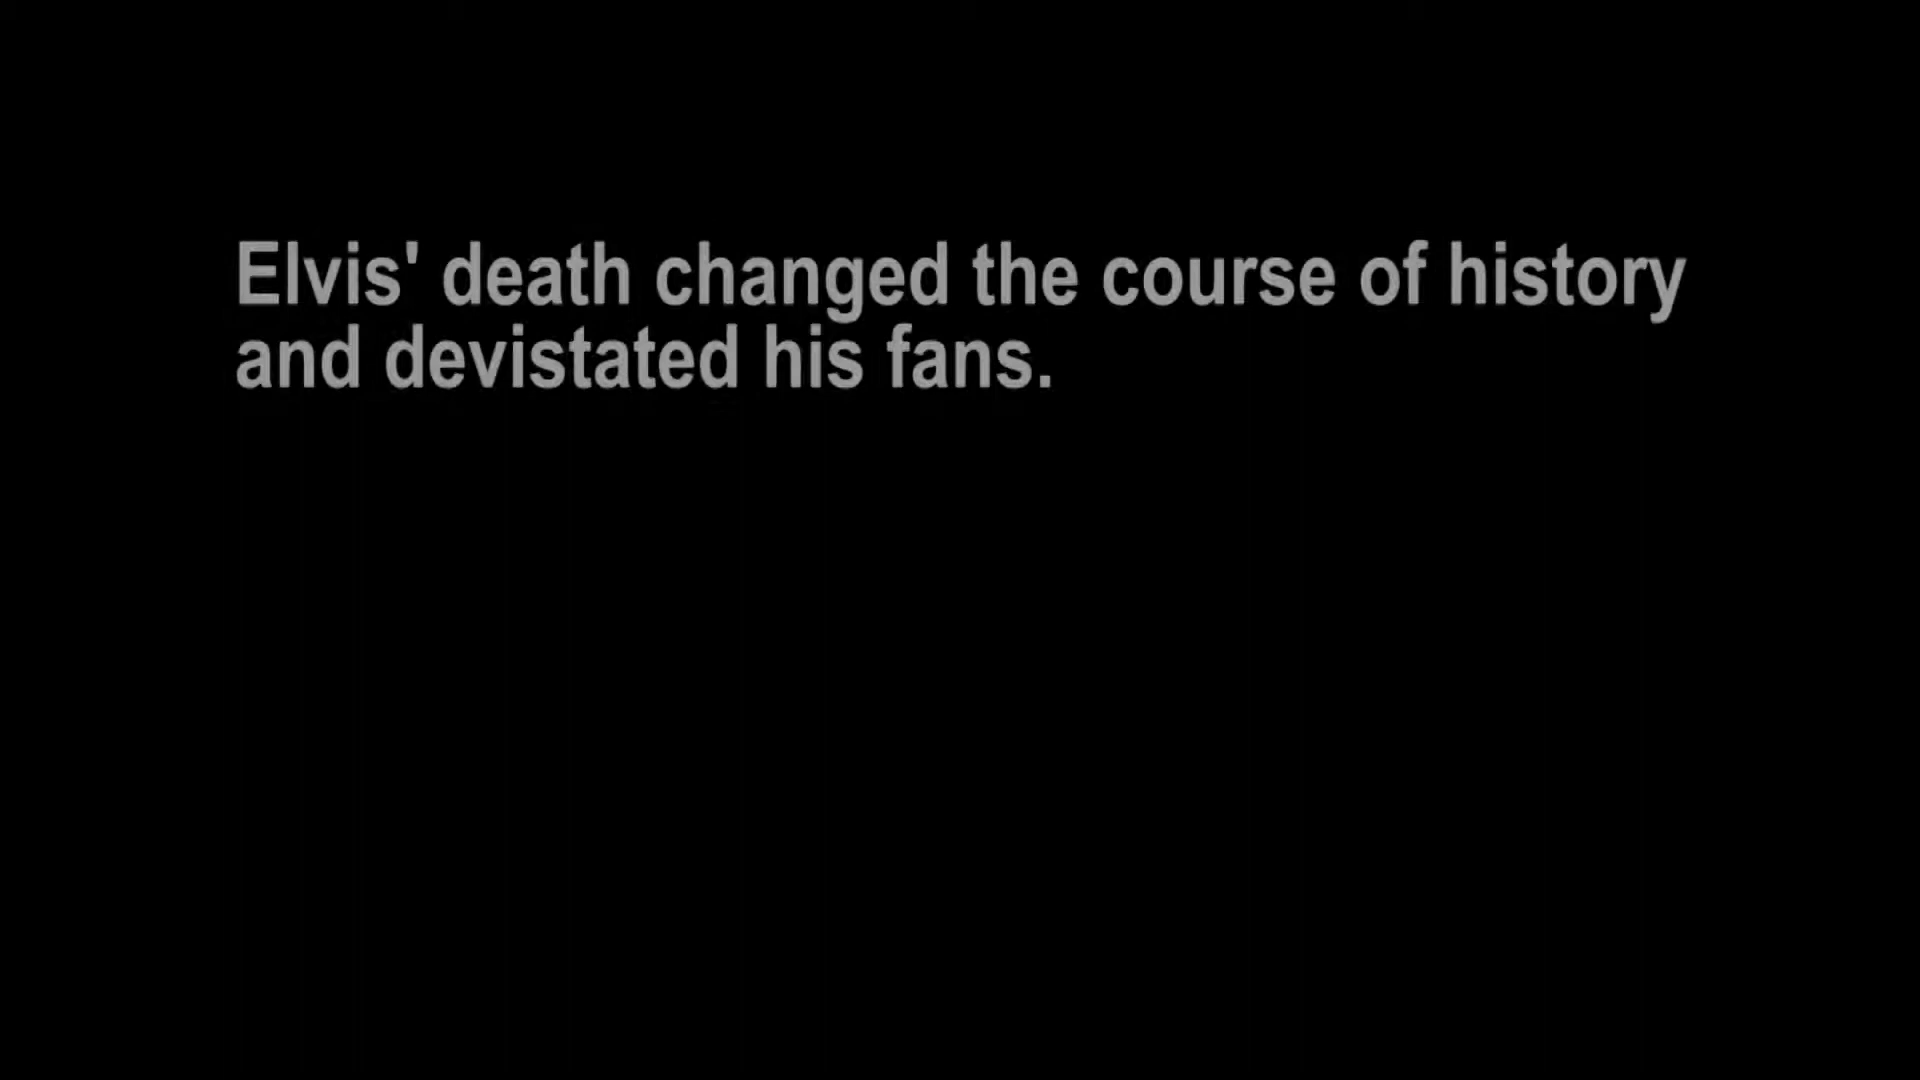 Elvis' death changed the course of history
and devistated his fans.